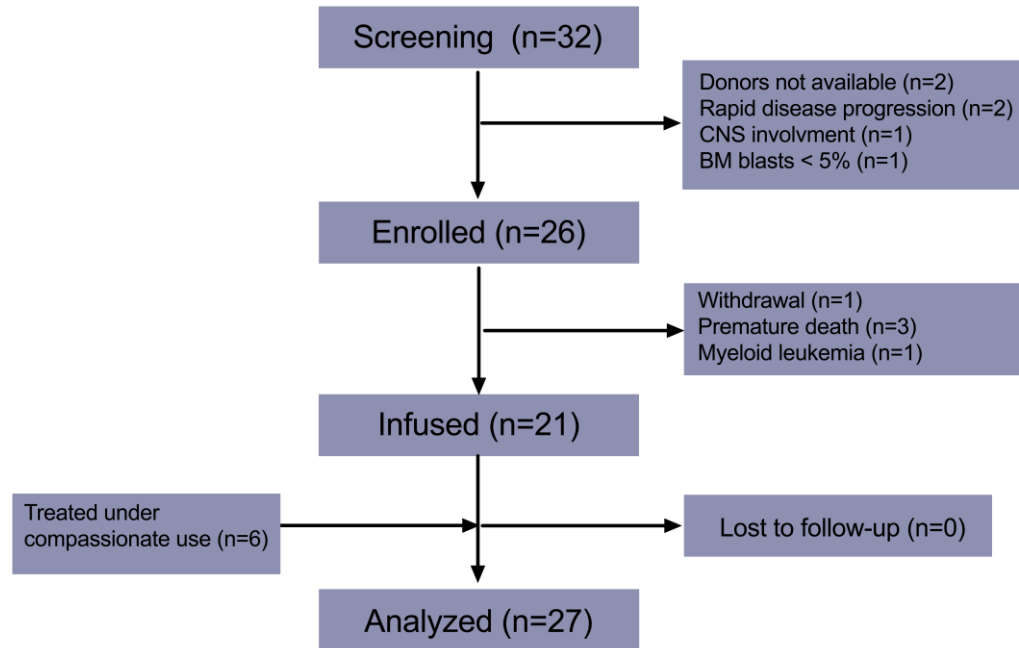 Screening  (n=32)
Donors not available (n=2)
Rapid disease progression (n=2)
CNS involvment (n=1)
BM blasts < 5% (n=1)
Enrolled (n=26)
Withdrawal (n=1)
Premature death (n=3)
Myeloid leukemia (n=1)
Infused (n=21)
Treated under
compassionate use (n=6)
Lost to follow-up (n=0)
Analyzed (n=27)